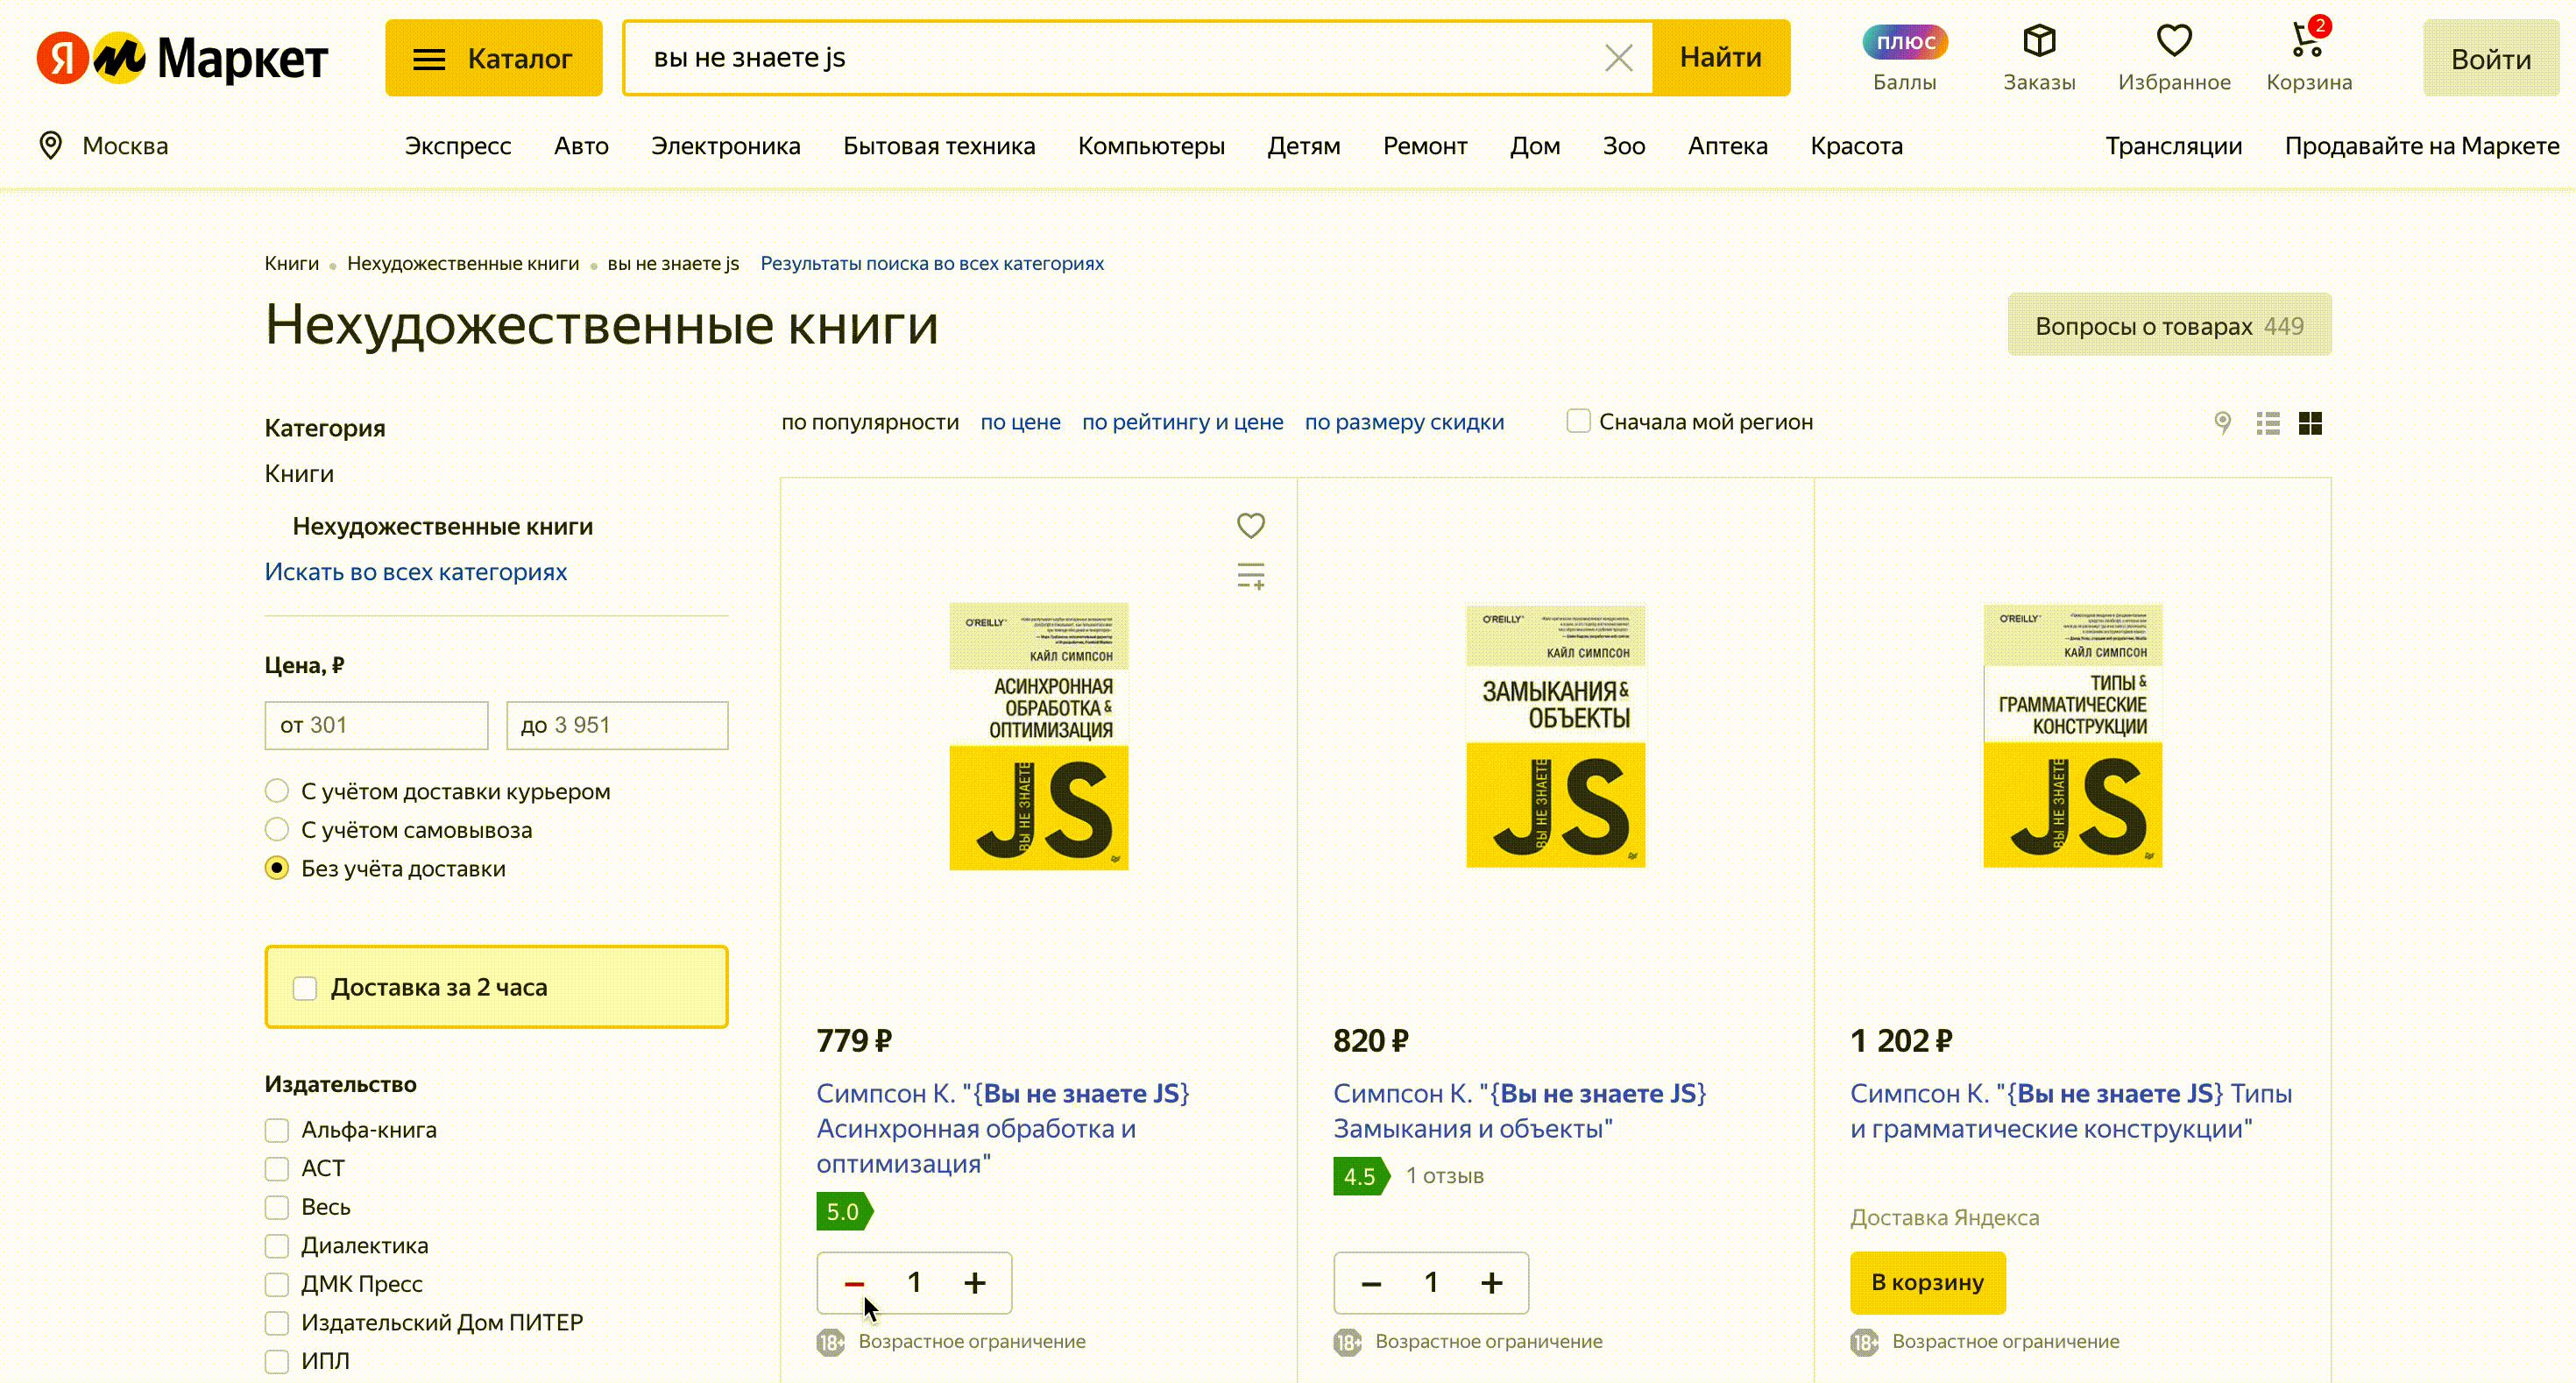 Я Маркет
Каталог
вы не знаете js
Найти
плюс
Баллы
Заказы
Избранное
2
Корзина
Войти
Москва
Экспресс Авто Электроника Бытовая техника Компьютеры Детям Ремонт Дом Зоо Аптека Красота Трансляции Продавайте на Маркете
Книги • Нехудожественные книги • вы не знаете js Результаты поиска во всех категориях
Нехудожественные книги
Вопросы о товарах 449
Категория
Книги
Нехудожественные книги
Искать во всех категориях
Цена, ₽
от 301
до 3 951
С учётом доставки курьером
С учётом самовывоза
Без учёта доставки
Доставка за 2 часа
Издательство
Альфа-книга
АСТ
Весь
Диалектика
ДМК Пресс
Издательский Дом ПИТЕР
ИПЛ
по популярности по цене по рейтингу и цене по размеру скидки
Сначала мой регион
O'REILLY
КАЙЛ СИМПСОН
АСИНХРОННАЯ
ОБРАБОТКА &
ОПТИМИЗАЦИЯ
ВЫ НЕ ЗНАЕТЕ
JS
779 ₽
Симпсон К. "{Вы не знаете JS}
Асинхронная обработка и
оптимизация"
5.0
– 1 +
18+ Возрастное ограничение
O'REILLY
КАЙЛ СИМПСОН
ЗАМЫКАНИЯ &
ОБЪЕКТЫ
ВЫ НЕ ЗНАЕТЕ
JS
820 ₽
Симпсон К. "{Вы не знаете JS}
Замыкания и объекты"
4.5 1 отзыв
– 1 +
18+ Возрастное ограничение
O'REILLY
КАЙЛ СИМПСОН
ТИПЫ &
ГРАММАТИЧЕСКИЕ
КОНСТРУКЦИИ
ВЫ НЕ ЗНАЕТЕ
JS
1 202 ₽
Симпсон К. "{Вы не знаете JS} Типы
и грамматические конструкции"
Доставка Яндекса
В корзину
18+ Возрастное ограничение